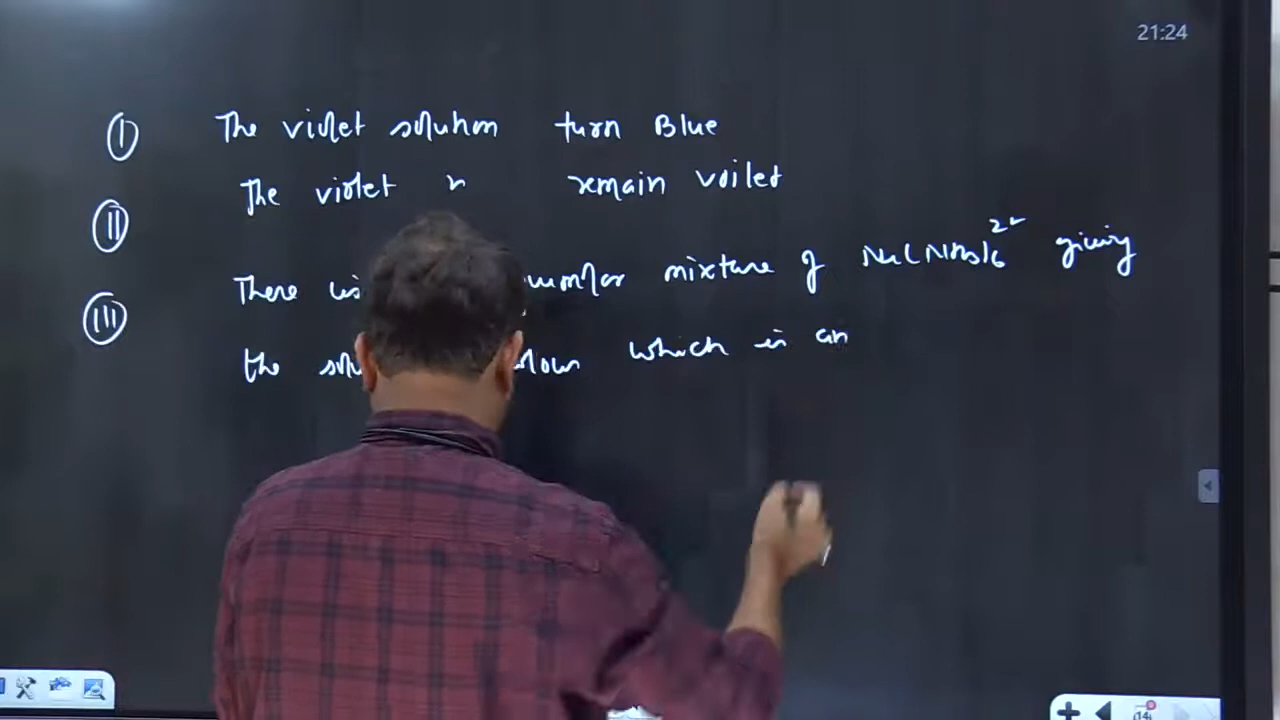 21:24
I The violet solution turn Blue
II The violet " remain voilet
III There mixture of Ni(NH3)6 2+ giving
the which is an
14